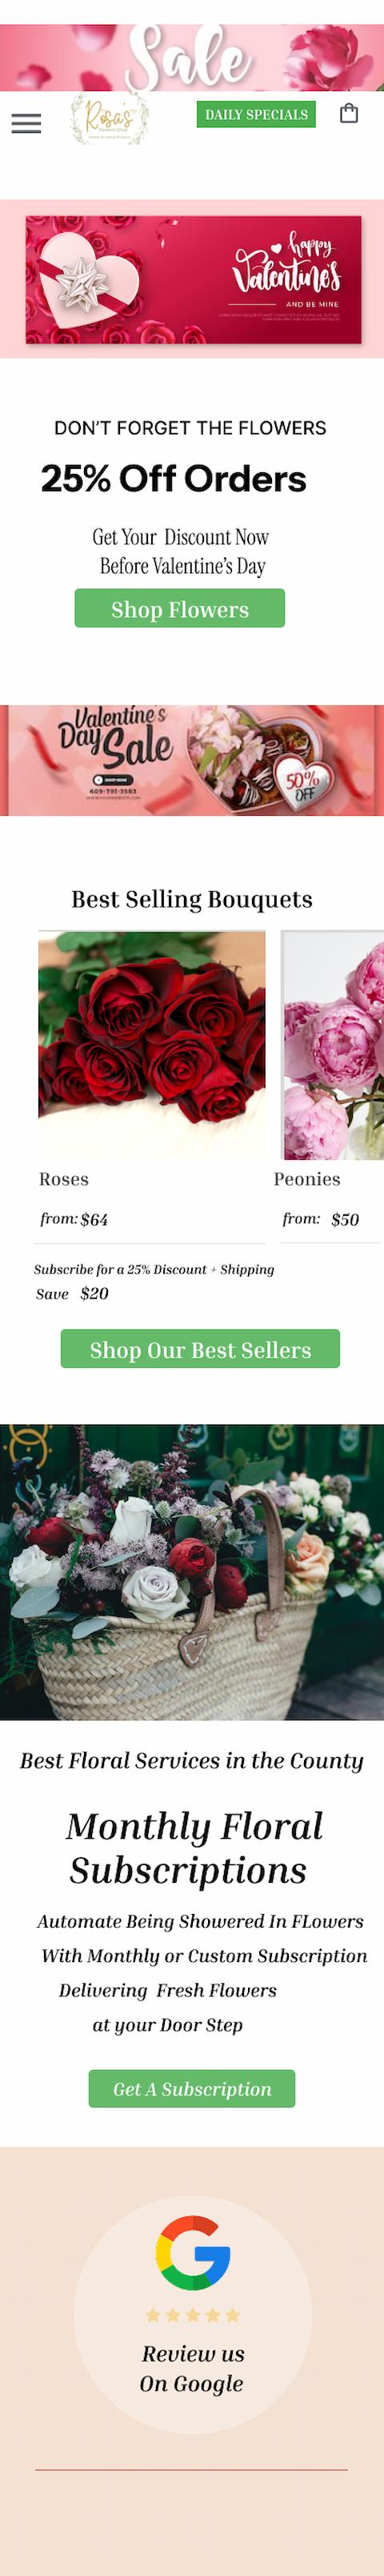 Sale
Rosa's
DAILY SPECIALS
happy
Valentine's
AND BE MINE
DON'T FORGET THE FLOWERS
25% Off Orders
Get Your Discount Now
Before Valentine's Day
Shop Flowers
Valentine's
Day Sale
50%
OFF
609-791-3583
Best Selling Bouquets
Roses
Peonies
from: $64
from: $50
Subscribe for a 25% Discount + Shipping
Save $20
Shop Our Best Sellers
Best Floral Services in the County
Monthly Floral
Subscriptions
Automate Being Showered In FLowers
With Monthly or Custom Subscription
Delivering Fresh Flowers
at your Door Step
Get A Subscription
Review us
On Google